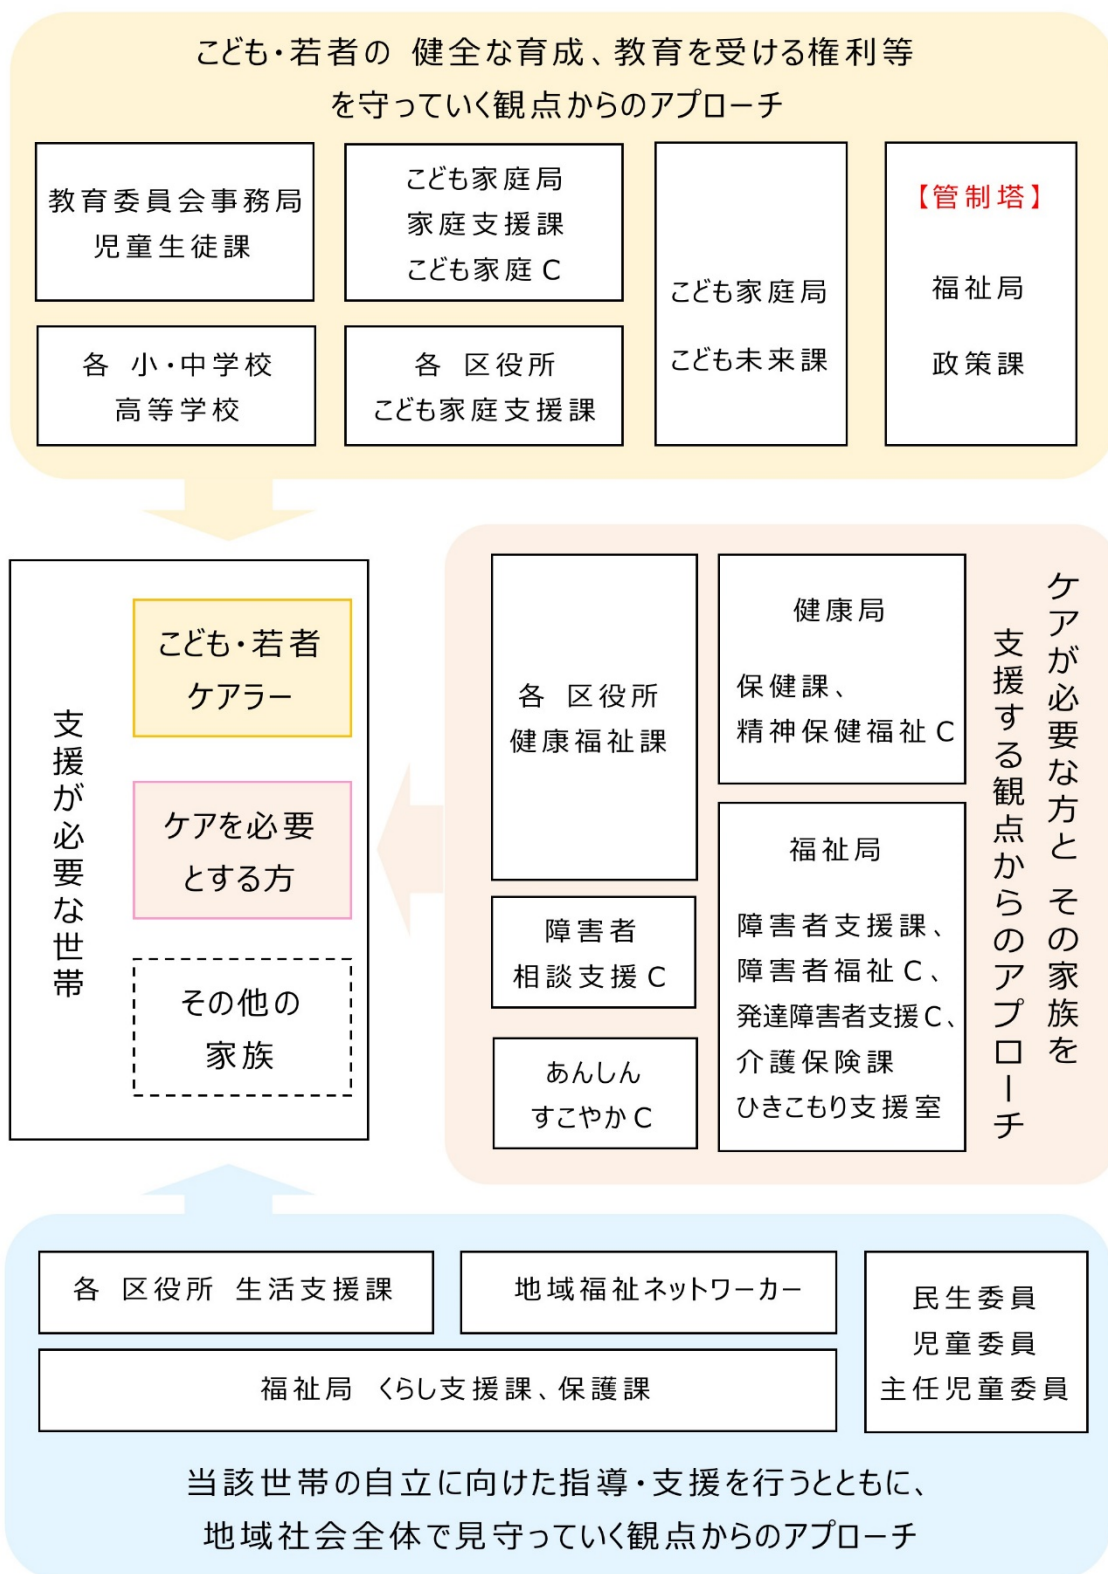 こども・若者の 健全な育成、教育を受ける権利等
を守っていく観点からのアプローチ
教育委員会事務局
児童生徒課
こども家庭局
家庭支援課
こども家庭C
こども家庭局
こども未来課
【管制塔】
福祉局
政策課
各 小・中学校
高等学校
各 区役所
こども家庭支援課
支援が必要な世帯
こども・若者
ケアラー
ケアを必要
とする方
その他の
家族
ケアが必要な方と その家族を
支援する観点からのアプローチ
各 区役所
健康福祉課
健康局
保健課、
精神保健福祉C
障害者
相談支援C
あんしん
すこやかC
福祉局
障害者支援課、
障害者福祉C、
発達障害者支援C、
介護保険課
ひきこもり支援室
各 区役所 生活支援課
地域福祉ネットワーカー
福祉局 くらし支援課、保護課
民生委員
児童委員
主任児童委員
当該世帯の自立に向けた指導・支援を行うとともに、
地域社会全体で見守っていく観点からのアプローチ